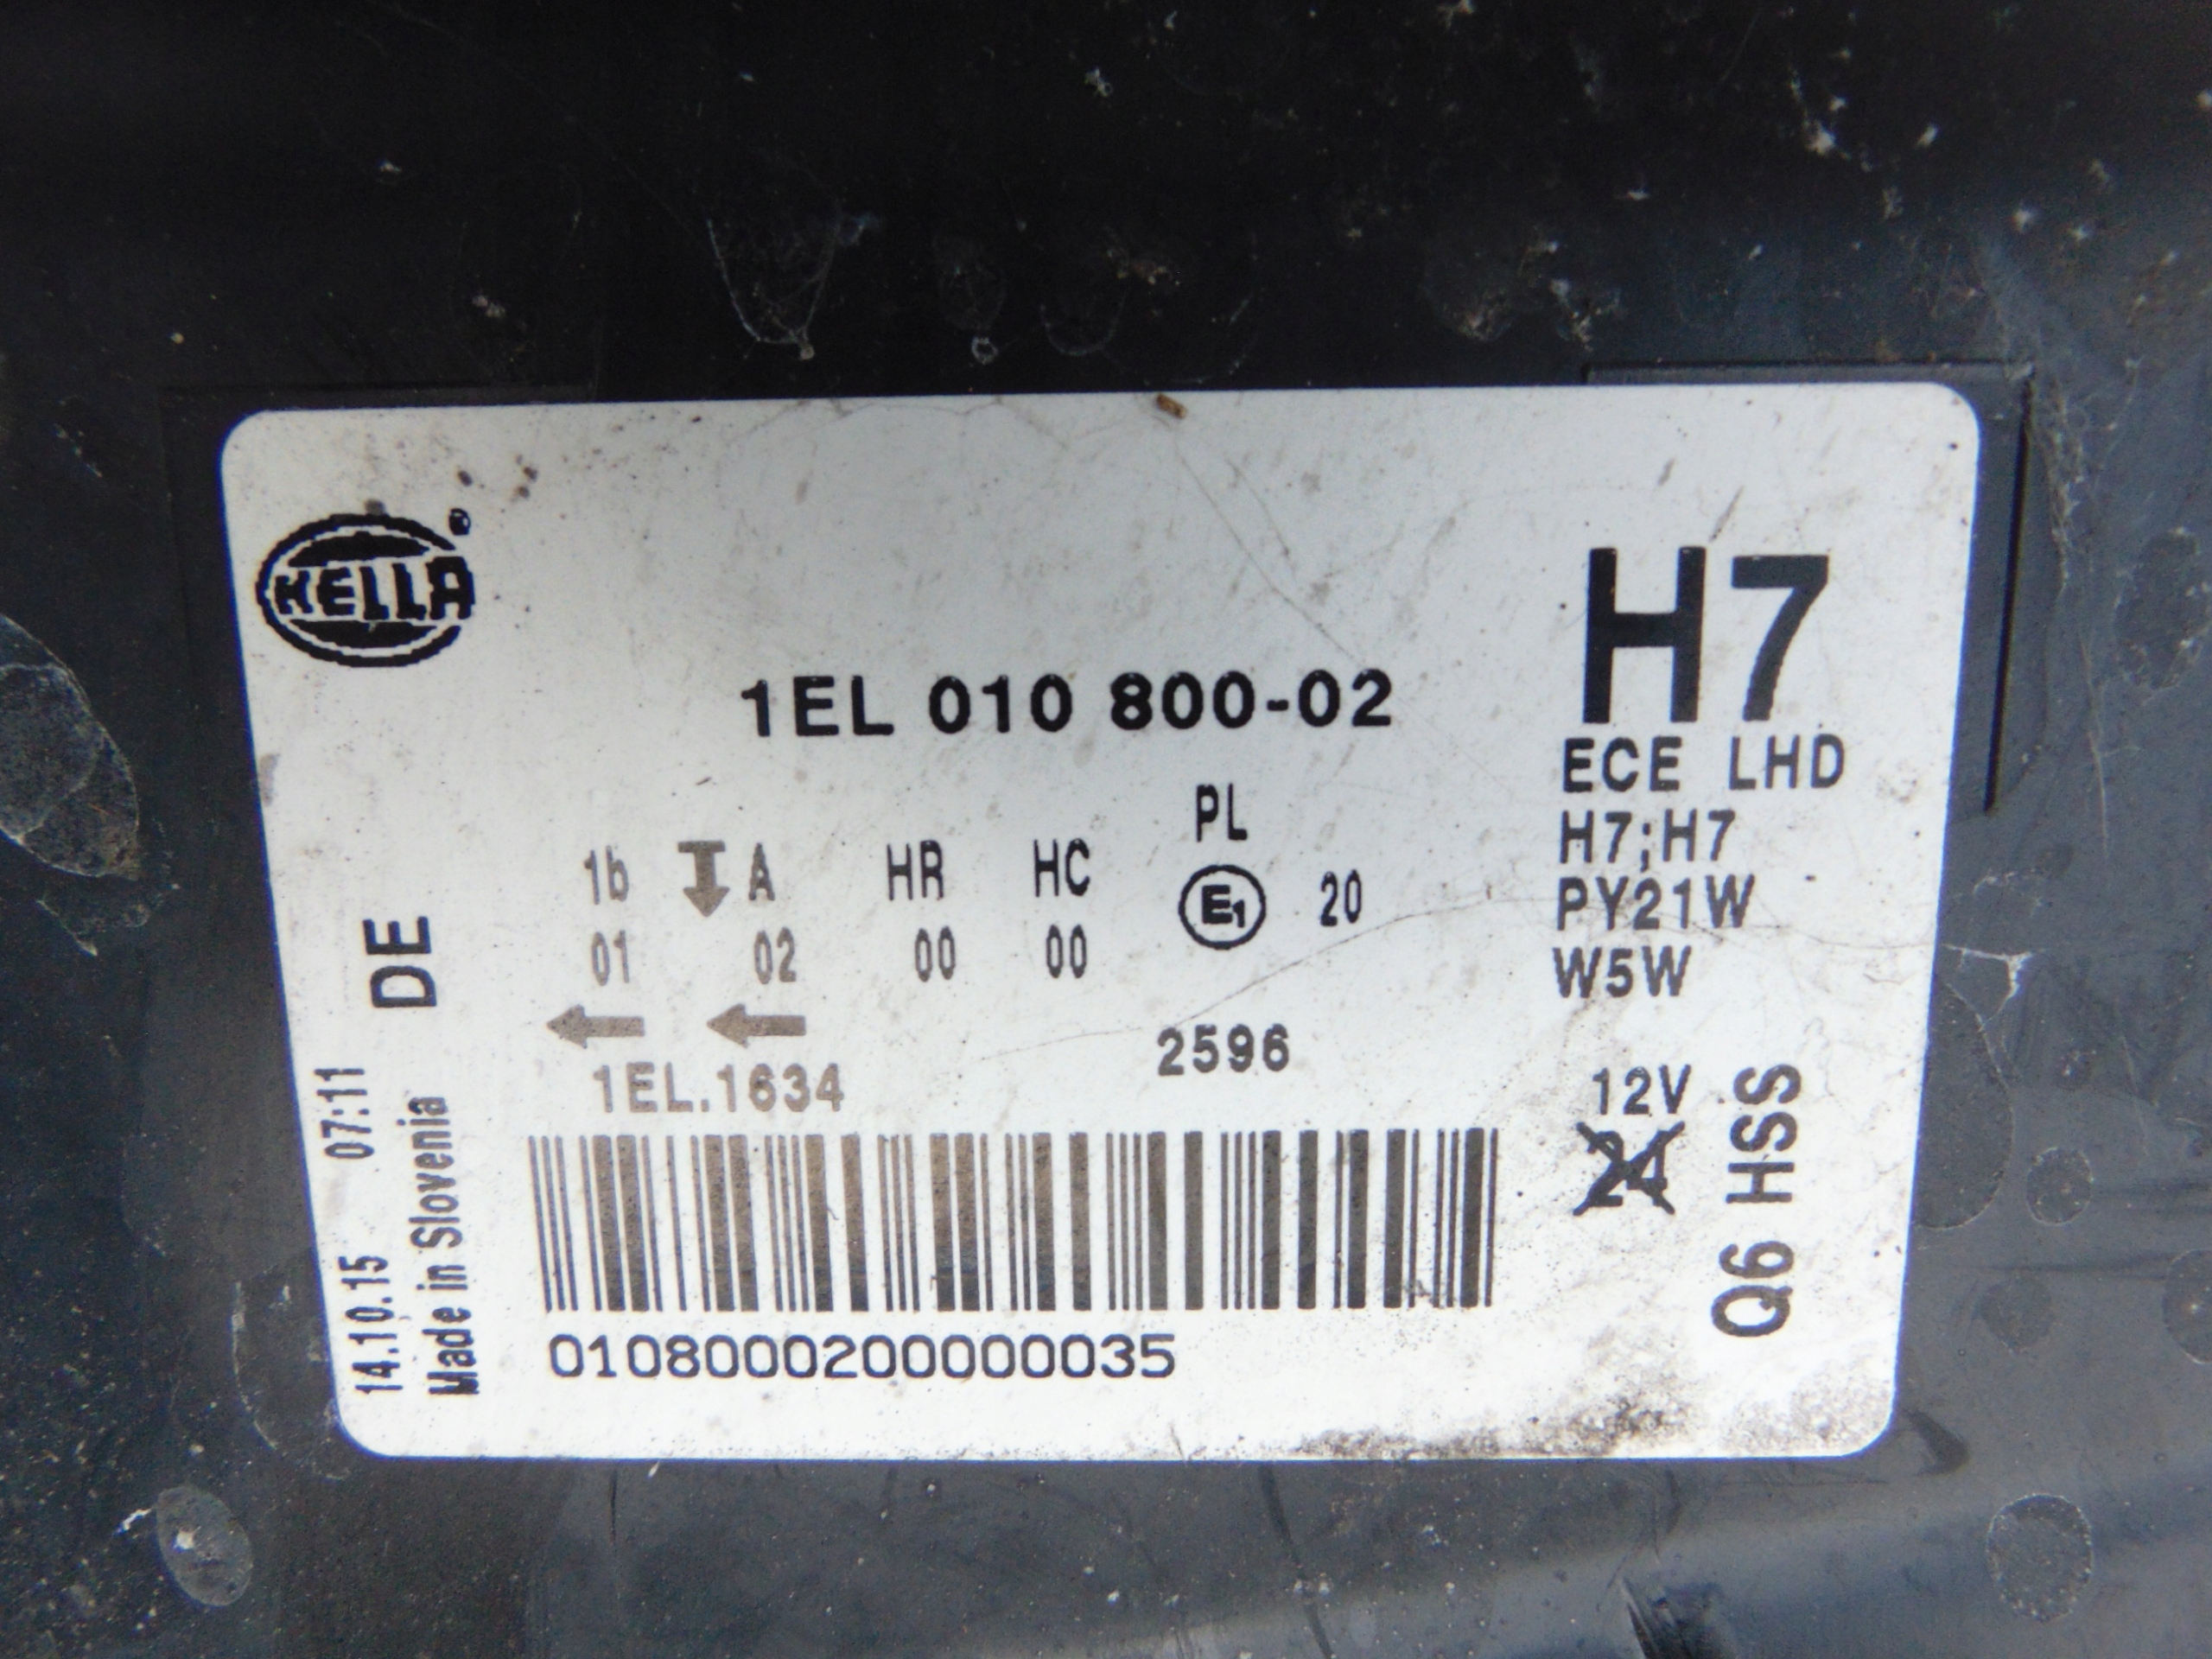 HELLA®
1EL 010 800-02
H7
ECE LHD
H7;H7
PY21W
W5W
PL
1b A HR HC E1 20
01 02 00 00
2596
1EL.1634
12V
24
Q6 HSS
DE
14.10.15 07:11
Made in Slovenia
0108000200000035